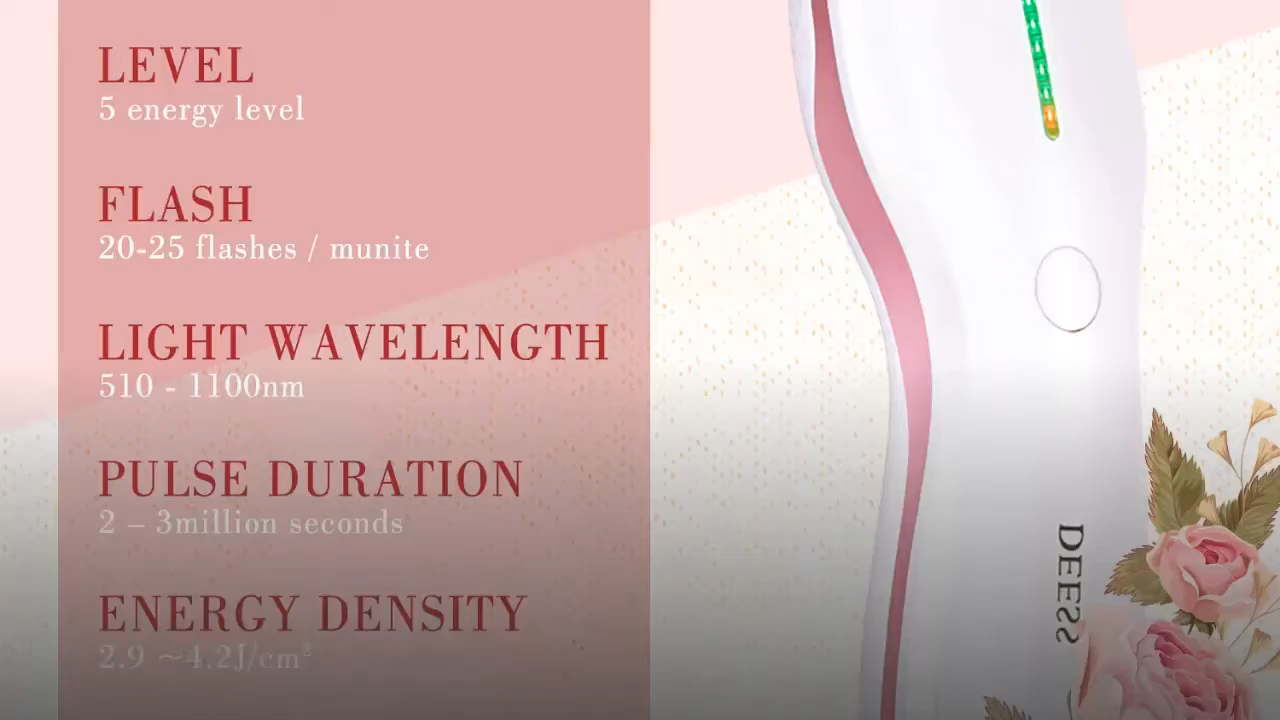 LEVEL
5 energy level
FLASH
20-25 flashes / munite
LIGHT WAVELENGTH
510 - 1100nm
PULSE DURATION
2 – 3million seconds
ENERGY DENSITY
2.9 ～4.2J/cm²
DEESS